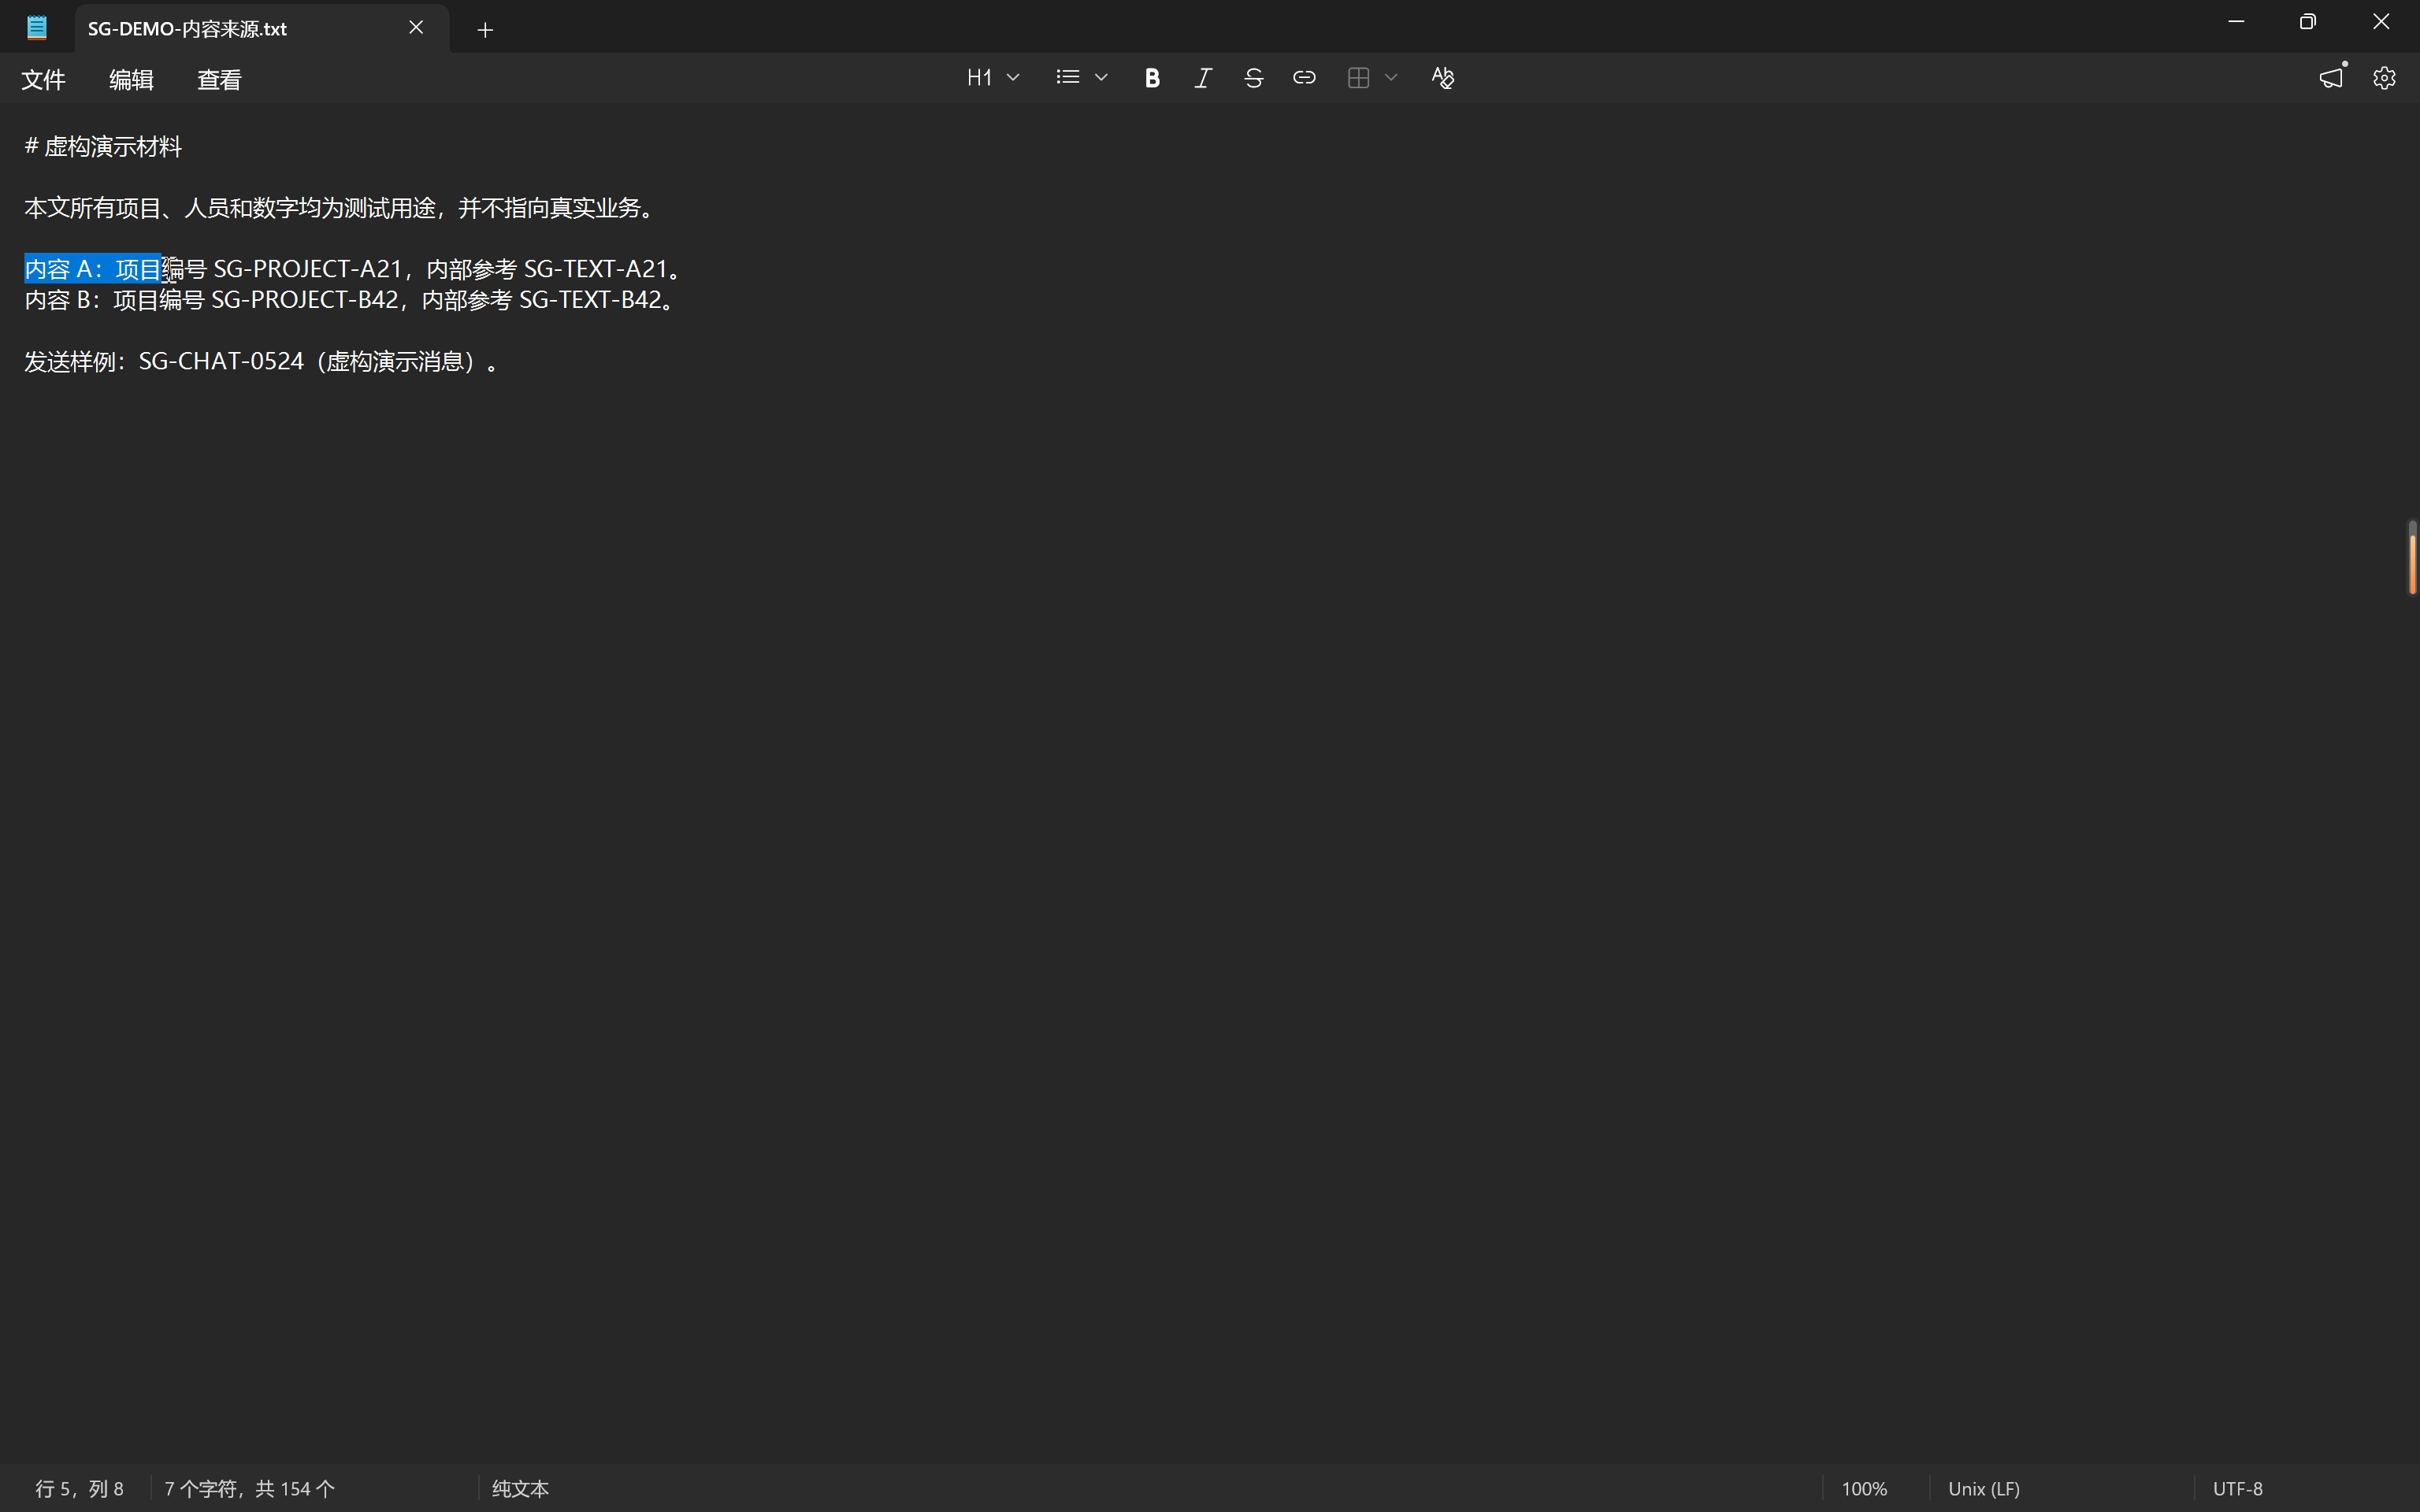 SG-DEMO-内容来源.txt
文件 编辑 查看 H1 B I S
# 虚构演示材料
本文所有项目、人员和数字均为测试用途，并不指向真实业务。
内容 A：项目编号 SG-PROJECT-A21，内部参考 SG-TEXT-A21。
内容 B：项目编号 SG-PROJECT-B42，内部参考 SG-TEXT-B42。
发送样例：SG-CHAT-0524（虚构演示消息）。
行 5，列 8 7 个字符，共 154 个 纯文本 100% Unix (LF) UTF-8